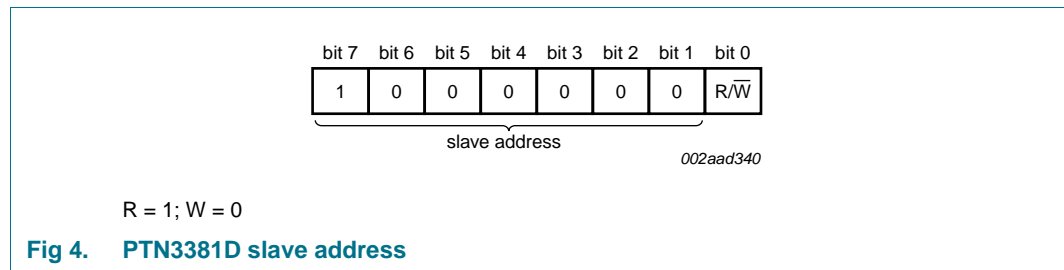 bit 7 bit 6 bit 5 bit 4 bit 3 bit 2 bit 1 bit 0
1 0 0 0 0 0 0 R/W̅
slave address
002aad340
R = 1; W = 0
Fig 4. PTN3381D slave address